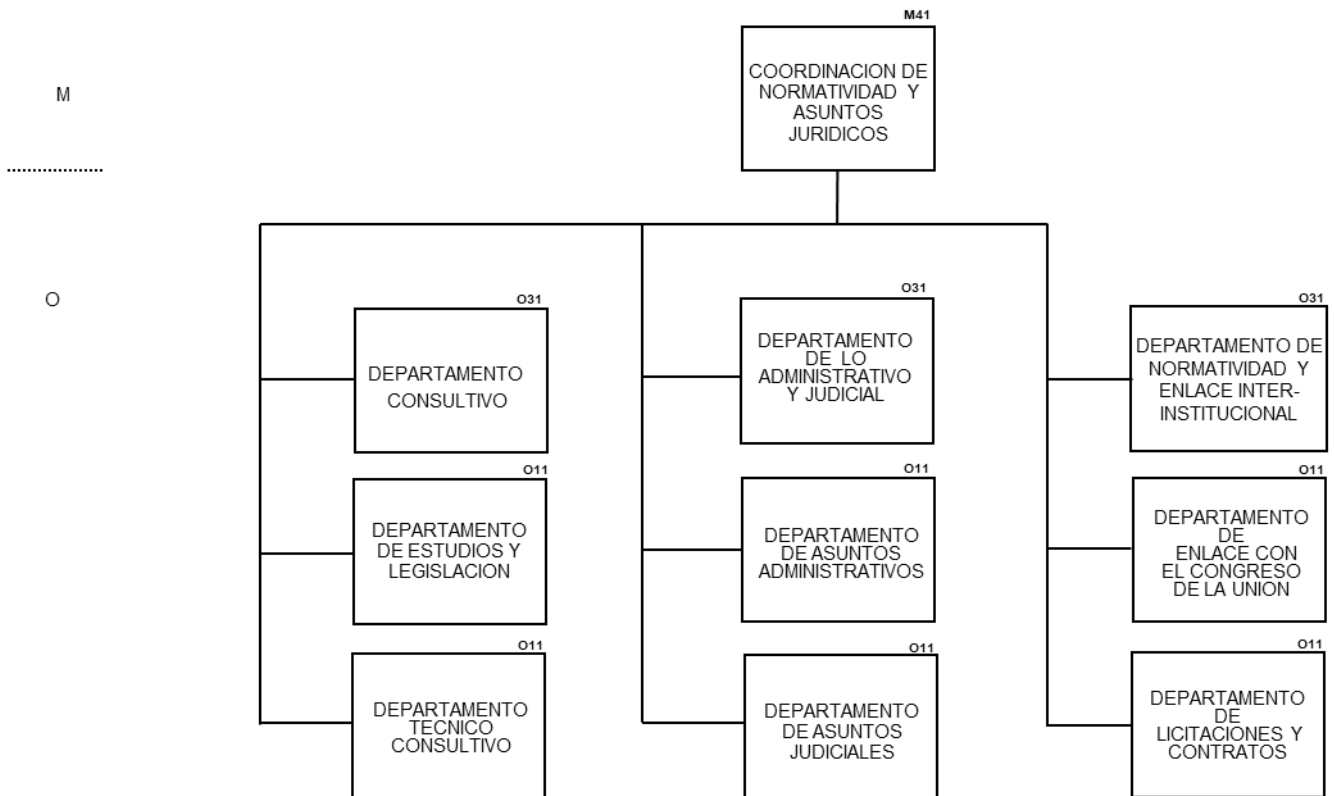 M41
COORDINACION DE
NORMATIVIDAD Y
ASUNTOS
JURIDICOS
M
...................
O
O31
DEPARTAMENTO
CONSULTIVO
O31
DEPARTAMENTO
DE LO
ADMINISTRATIVO
Y JUDICIAL
O31
DEPARTAMENTO DE
NORMATIVIDAD Y
ENLACE INTER-
INSTITUCIONAL
O11
DEPARTAMENTO
DE ESTUDIOS Y
LEGISLACION
O11
DEPARTAMENTO
DE ASUNTOS
ADMINISTRATIVOS
O11
DEPARTAMENTO
DE
ENLACE CON
EL CONGRESO
DE LA UNION
O11
DEPARTAMENTO
TECNICO
CONSULTIVO
O11
DEPARTAMENTO
DE ASUNTOS
JUDICIALES
O11
DEPARTAMENTO
DE
LICITACIONES Y
CONTRATOS